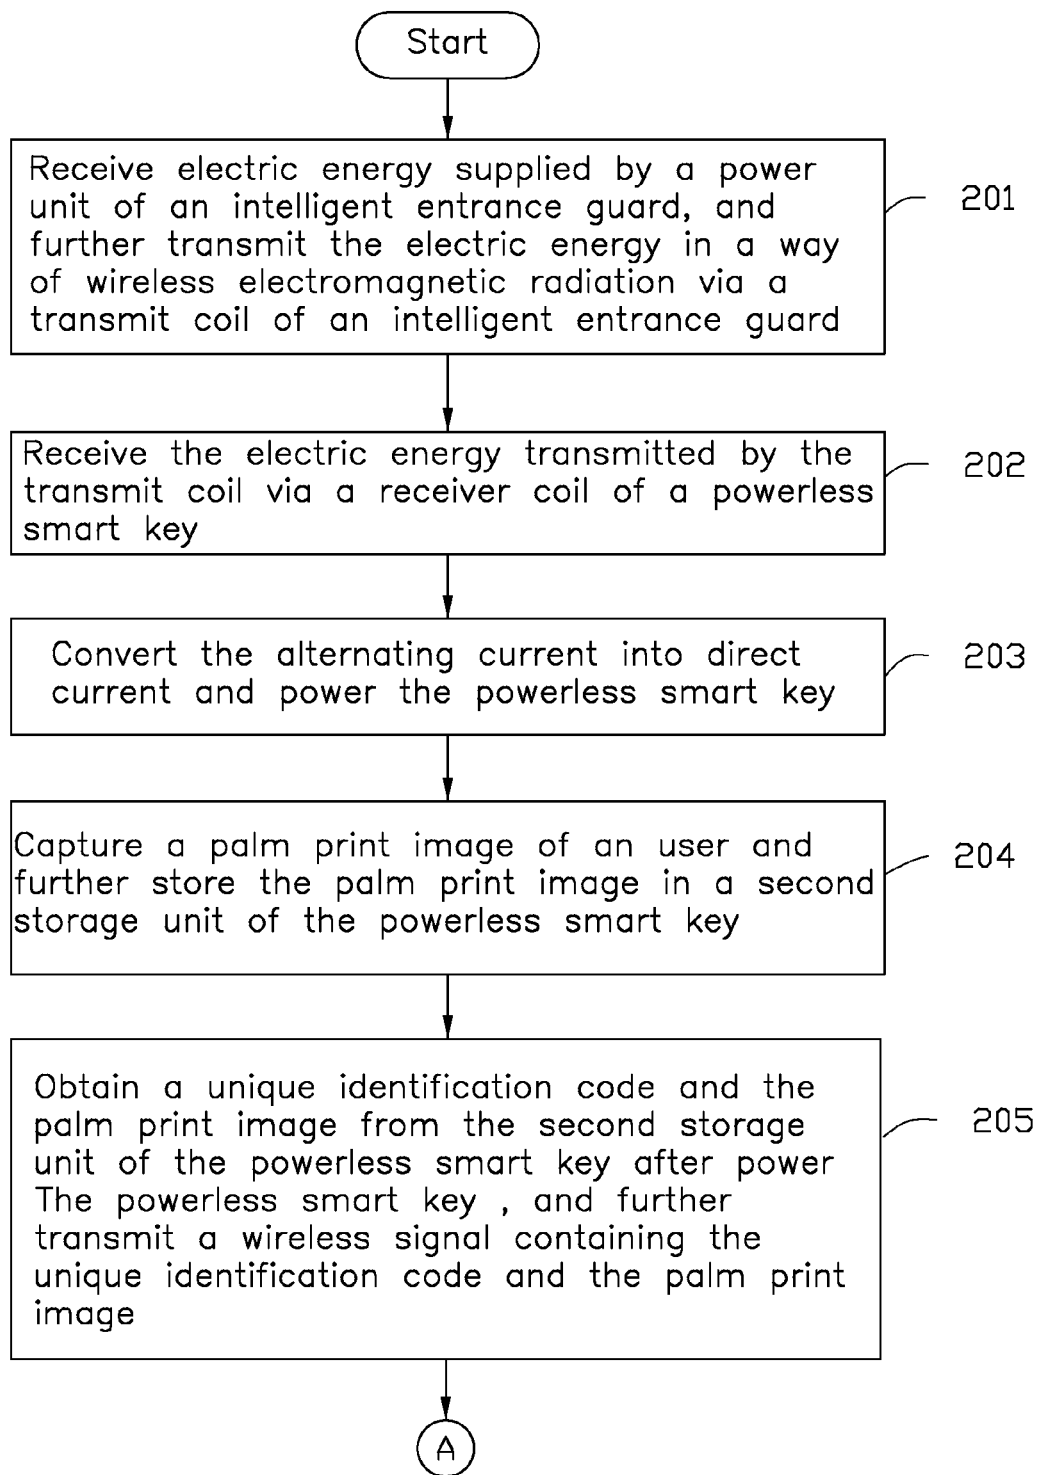 Start
Receive electric energy supplied by a power
unit of an intelligent entrance guard, and
further transmit the electric energy in a way
of wireless electromagnetic radiation via a
transmit coil of an intelligent entrance guard
201
Receive the electric energy transmitted by the
transmit coil via a receiver coil of a powerless
smart key
202
Convert the alternating current into direct
current and power the powerless smart key
203
Capture a palm print image of an user and
further store the palm print image in a second
storage unit of the powerless smart key
204
Obtain a unique identification code and the
palm print image from the second storage
unit of the powerless smart key after power
The powerless smart key , and further
transmit a wireless signal containing the
unique identification code and the palm print
image
205
A